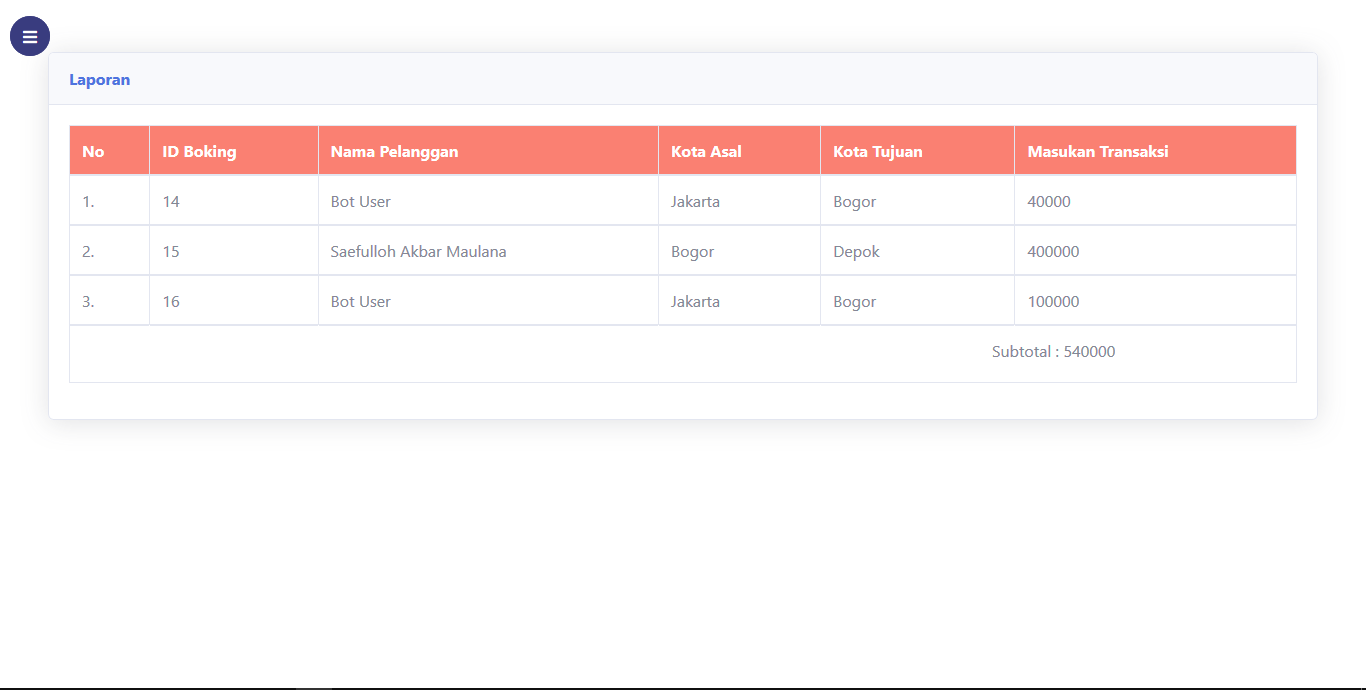 Laporan
No ID Boking Nama Pelanggan Kota Asal Kota Tujuan Masukan Transaksi
1. 14 Bot User Jakarta Bogor 40000
2. 15 Saefulloh Akbar Maulana Bogor Depok 400000
3. 16 Bot User Jakarta Bogor 100000
Subtotal : 540000